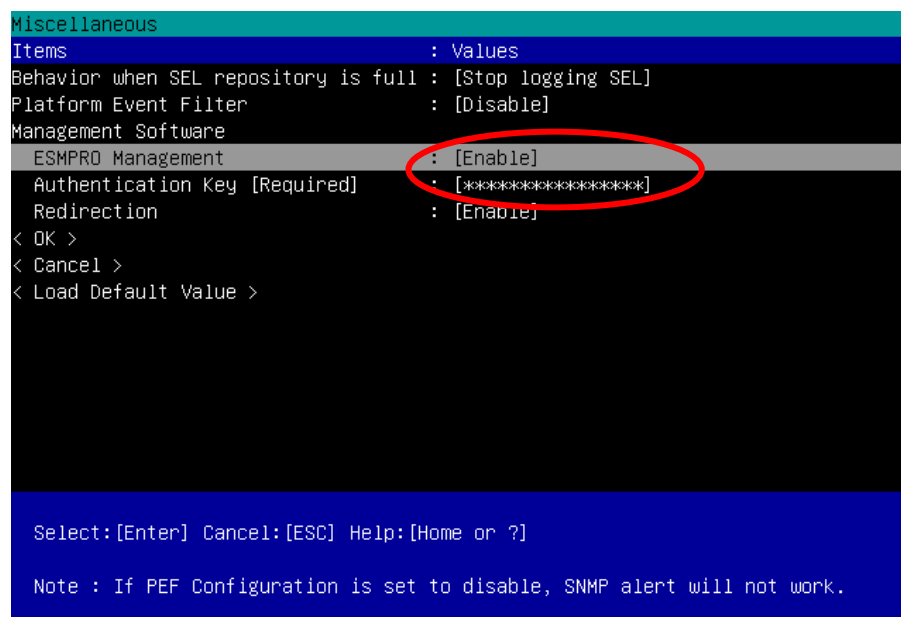 Miscellaneous
Items : Values
Behavior when SEL repository is full : [Stop logging SEL]
Platform Event Filter : [Disable]
Management Software
ESMPRO Management : [Enable]
Authentication Key [Required] : [****************]
Redirection : [Enable]
< OK >
< Cancel >
< Load Default Value >
Select:[Enter] Cancel:[ESC] Help:[Home or ?]
Note : If PEF Configuration is set to disable, SNMP alert will not work.